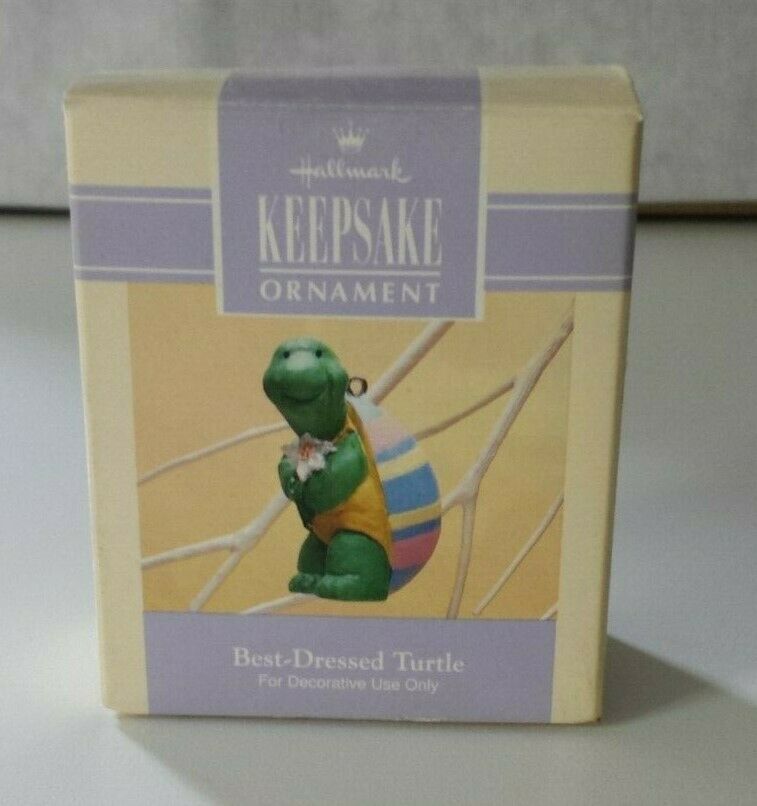 Hallmark
KEEPSAKE
ORNAMENT
Best-Dressed Turtle
For Decorative Use Only